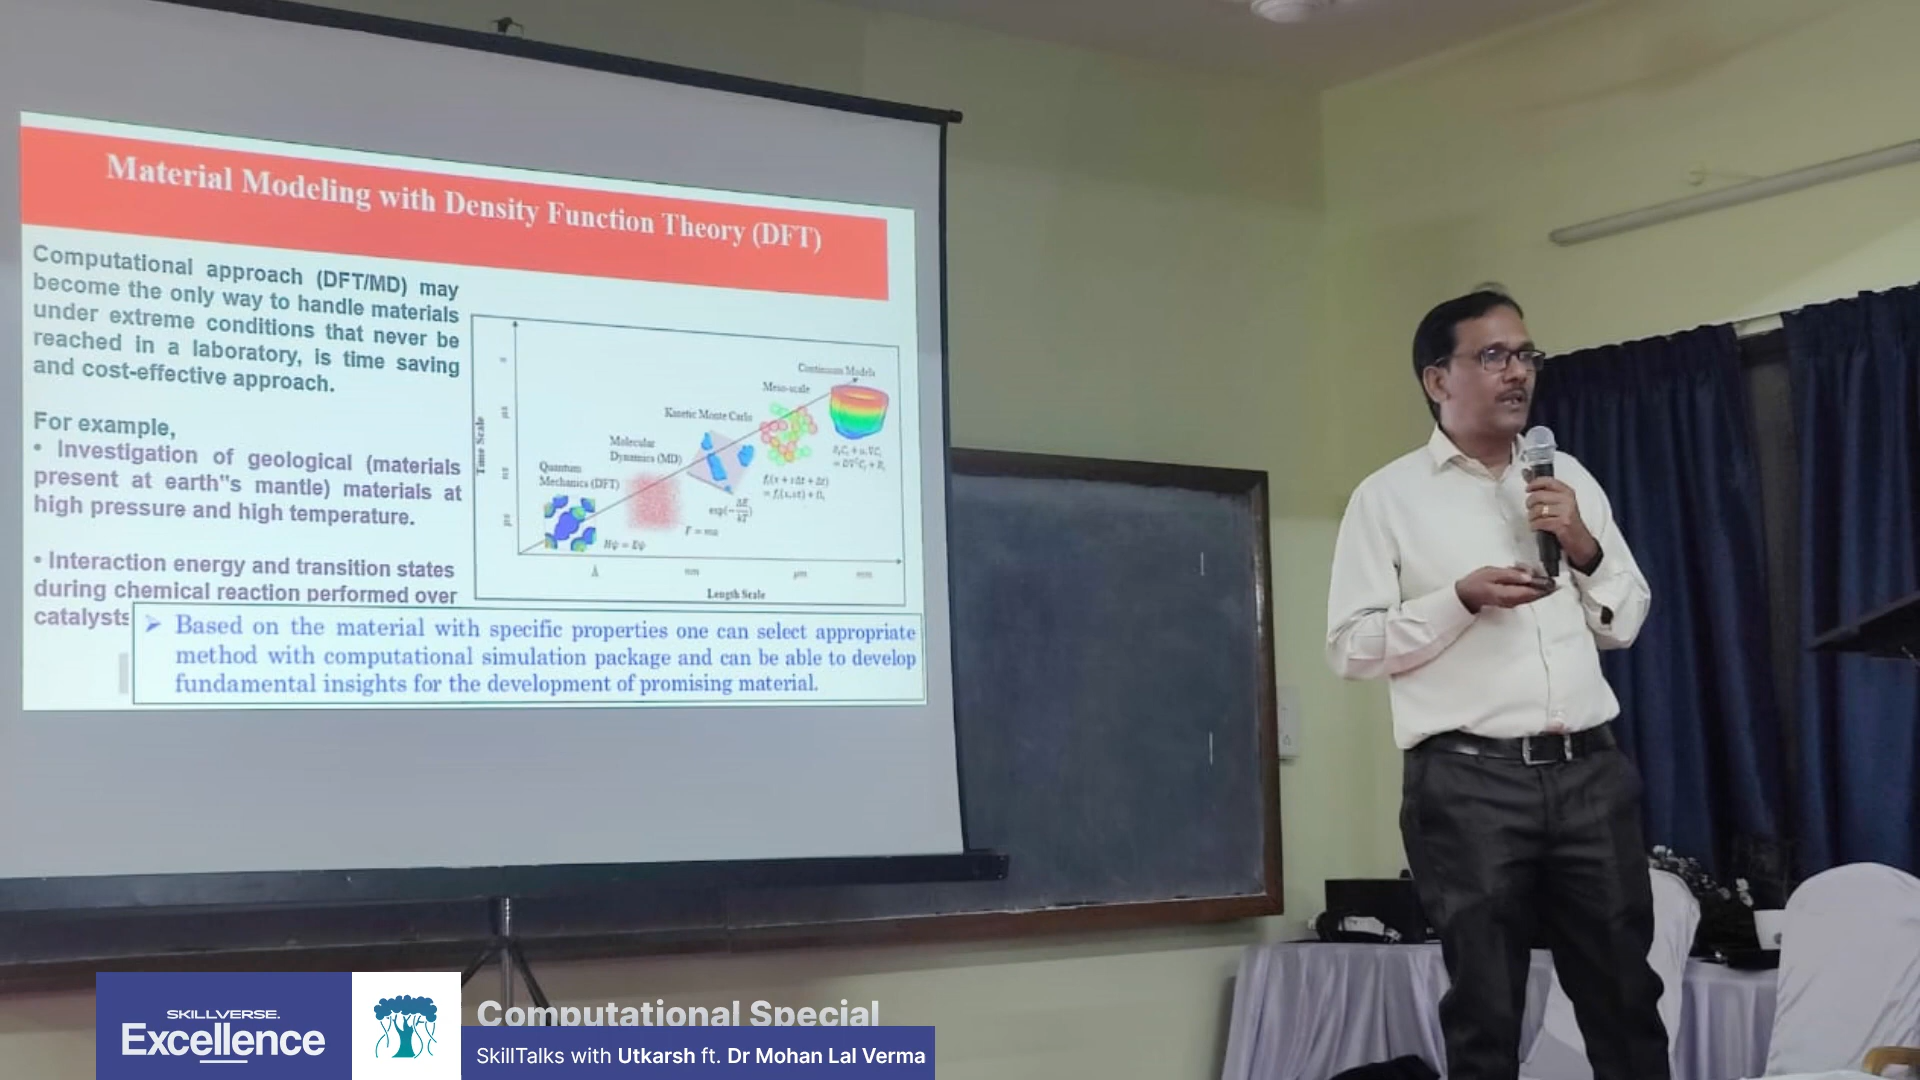 Material Modeling with Density Function Theory (DFT)
Computational approach (DFT/MD) may
become the only way to handle materials
under extreme conditions that never be
reached in a laboratory, is time saving
and cost-effective approach.
For example,
• Investigation of geological (materials
present at earth"s mantle) materials at
high pressure and high temperature.
• Interaction energy and transition states
during chemical reaction performed over
catalysts
Time Scale
Continuum Models
Meso-scale
Kinetic Monte Carlo
Molecular
Dynamics (MD)
Quantum
Mechanics (DFT)
Hψ = Eψ
F = ma
Å nm μm mm
Length Scale
➢ Based on the material with specific properties one can select appropriate
method with computational simulation package and can be able to develop
fundamental insights for the development of promising material.
SKILLVERSE.
Excellence
Computational Special
SkillTalks with Utkarsh ft. Dr Mohan Lal Verma